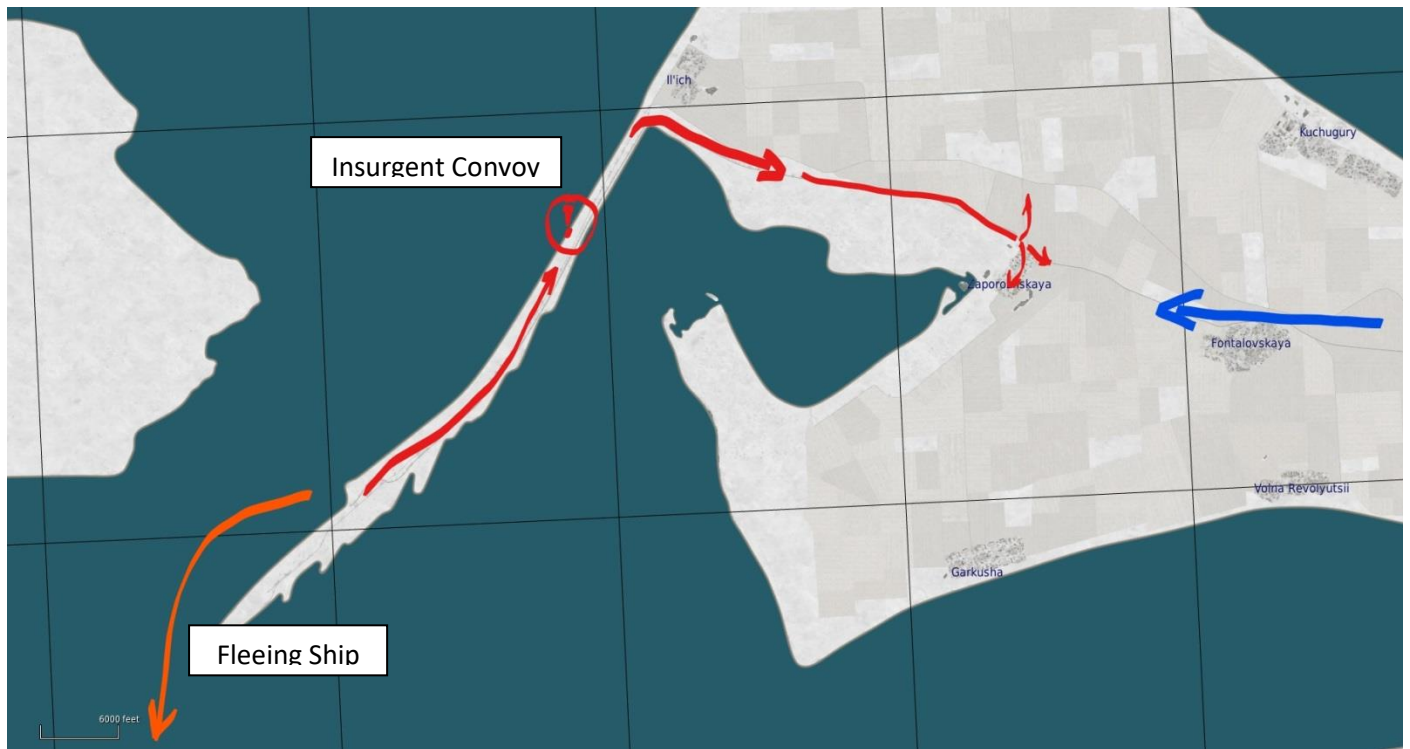 Il'ich
Kuchugury
Insurgent Convoy
!
Zaporozhskaya
Fontalovskaya
Volna Revolyutsii
Garkusha
Fleeing Ship
6000 feet